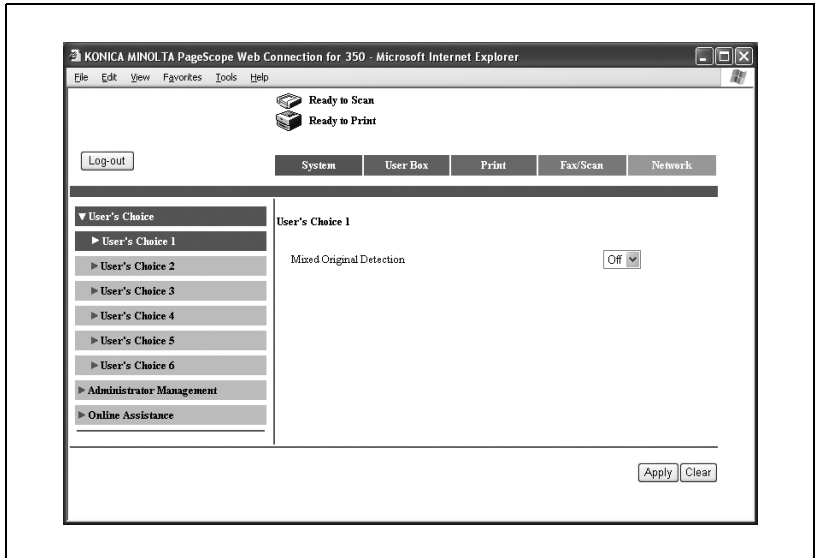 KONICA MINOLTA PageScope Web Connection for 350 - Microsoft Internet Explorer
File Edit View Favorites Tools Help
Ready to Scan
Ready to Print
Log-out
System User Box Print Fax/Scan Network
User's Choice
User's Choice 1
User's Choice 2
User's Choice 3
User's Choice 4
User's Choice 5
User's Choice 6
Administrator Management
Online Assistance
User's Choice 1
Mixed Original Detection Off
Apply Clear